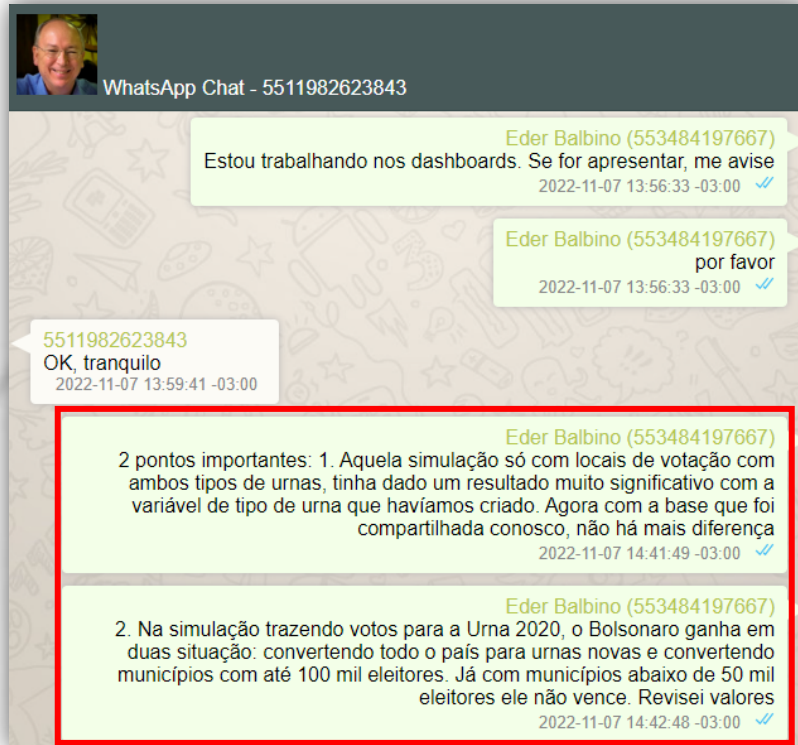 WhatsApp Chat - 5511982623843
Eder Balbino (553484197667)
Estou trabalhando nos dashboards. Se for apresentar, me avise
2022-11-07 13:56:33 -03:00
Eder Balbino (553484197667)
por favor
2022-11-07 13:56:33 -03:00
5511982623843
OK, tranquilo
2022-11-07 13:59:41 -03:00
Eder Balbino (553484197667)
2 pontos importantes: 1. Aquela simulação só com locais de votação com
ambos tipos de urnas, tinha dado um resultado muito significativo com a
variável de tipo de urna que havíamos criado. Agora com a base que foi
compartilhada conosco, não há mais diferença
2022-11-07 14:41:49 -03:00
Eder Balbino (553484197667)
2. Na simulação trazendo votos para a Urna 2020, o Bolsonaro ganha em
duas situação: convertendo todo o país para urnas novas e convertendo
municípios com até 100 mil eleitores. Já com municípios abaixo de 50 mil
eleitores ele não vence. Revisei valores
2022-11-07 14:42:48 -03:00